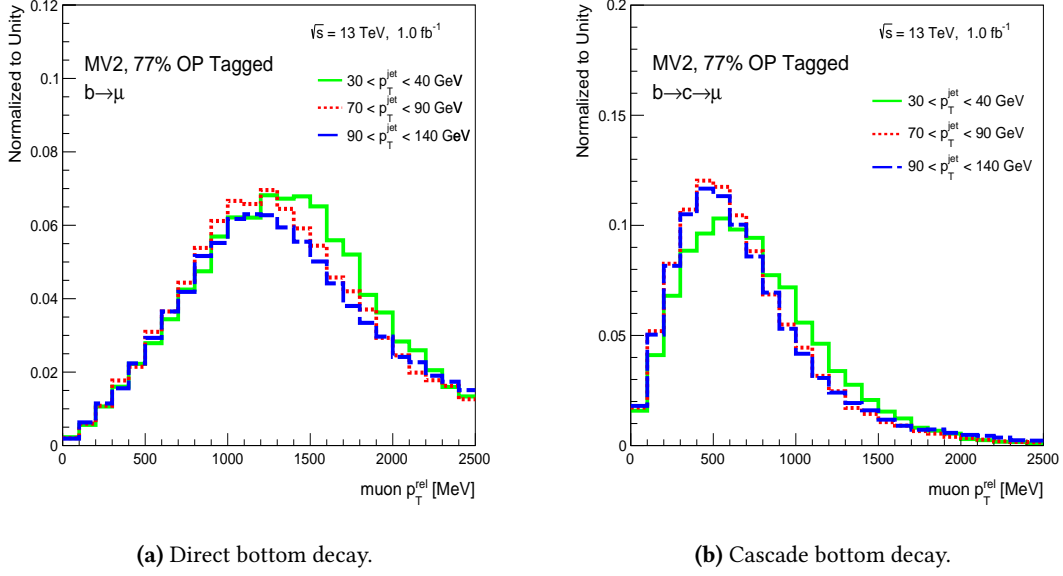 Normalized to Unity
0.12
0.1
0.08
0.06
0.04
0.02
0
√s = 13 TeV, 1.0 fb⁻¹
MV2, 77% OP Tagged
b→μ
30 < p_T^jet < 40 GeV
70 < p_T^jet < 90 GeV
90 < p_T^jet < 140 GeV
0 500 1000 1500 2000 2500
muon p_T^rel [MeV]
(a) Direct bottom decay.
Normalized to Unity
0.2
0.15
0.1
0.05
0
√s = 13 TeV, 1.0 fb⁻¹
MV2, 77% OP Tagged
b→c→μ
30 < p_T^jet < 40 GeV
70 < p_T^jet < 90 GeV
90 < p_T^jet < 140 GeV
0 500 1000 1500 2000 2500
muon p_T^rel [MeV]
(b) Cascade bottom decay.